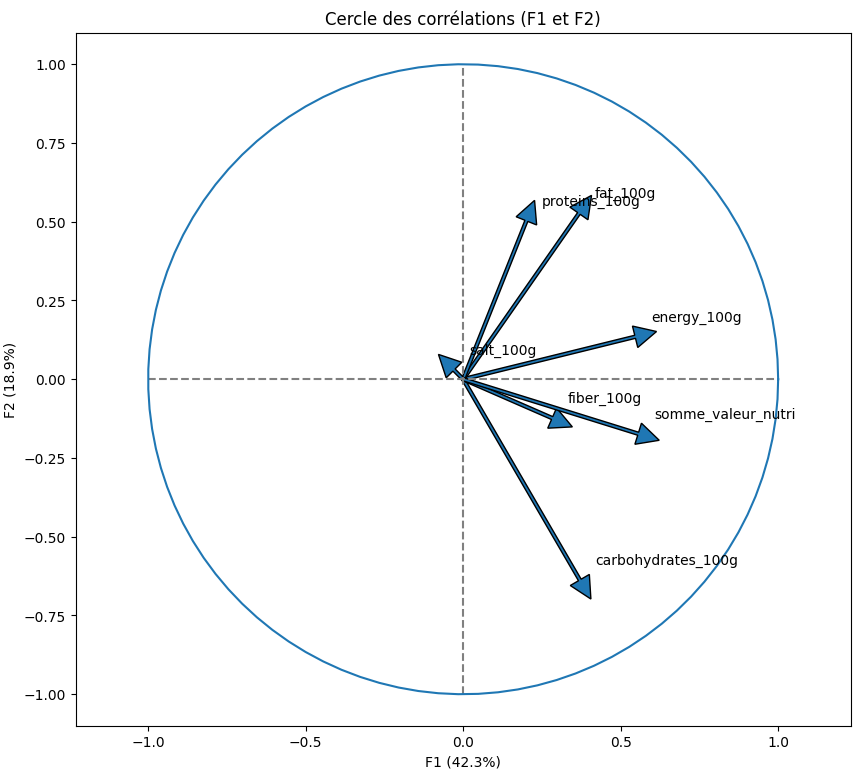 Cercle des corrélations (F1 et F2)
1.00
0.75
fat_100g
proteins_100g
0.50
0.25
energy_100g
salt_100g
0.00
fiber_100g
somme_valeur_nutri
−0.25
−0.50
carbohydrates_100g
−0.75
−1.00
F2 (18.9%)
−1.0 −0.5 0.0 0.5 1.0
F1 (42.3%)